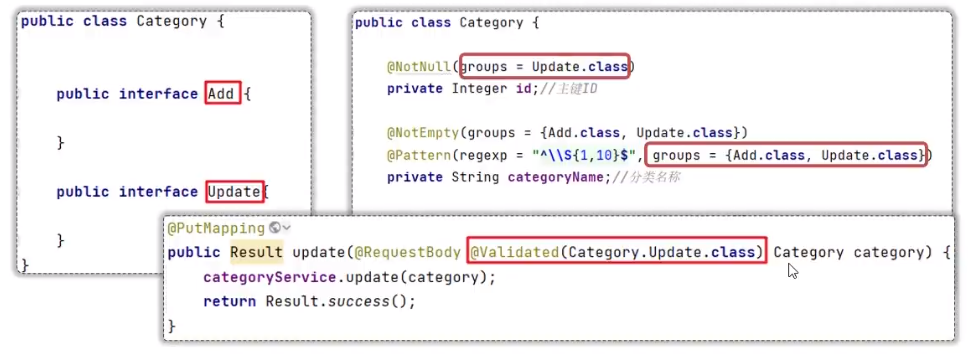 public class Category {
public interface Add {
}
public interface Update{
}
}
public class Category {
@NotNull(groups = Update.class)
private Integer id;//主键ID
@NotEmpty(groups = {Add.class, Update.class})
@Pattern(regexp = "^\\S{1,10}$", groups = {Add.class, Update.class})
private String categoryName;//分类名称
@PutMapping
public Result update(@RequestBody @Validated(Category.Update.class) Category category) {
categoryService.update(category);
return Result.success();
}